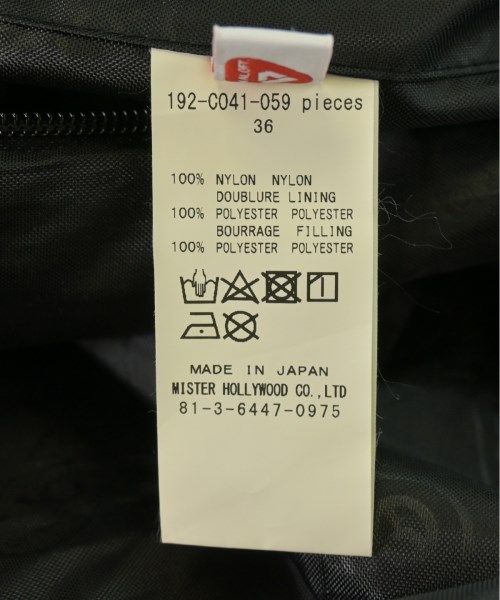 192-C041-059 pieces
36
100% NYLON NYLON
DOUBLURE LINING
100% POLYESTER POLYESTER
BOURRAGE FILLING
100% POLYESTER POLYESTER
MADE IN JAPAN
MISTER HOLLYWOOD CO.,LTD
81-3-6447-0975